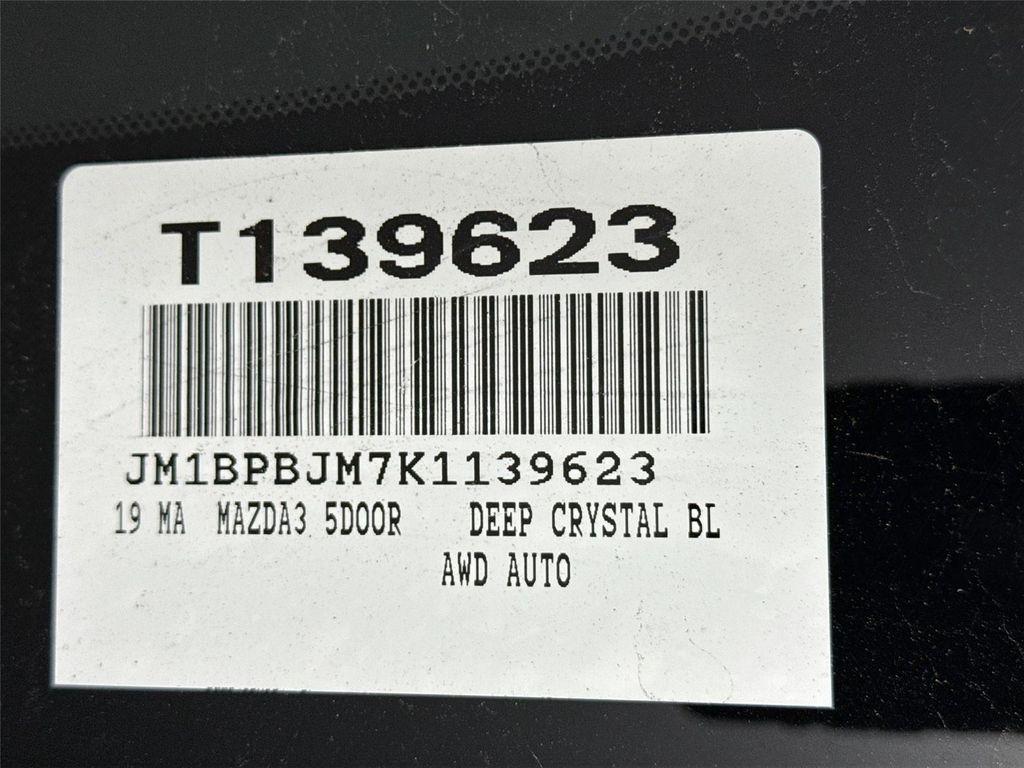 T139623
JM1BPBJM7K1139623
19 MA MAZDA3 5DOOR DEEP CRYSTAL BL
AWD AUTO